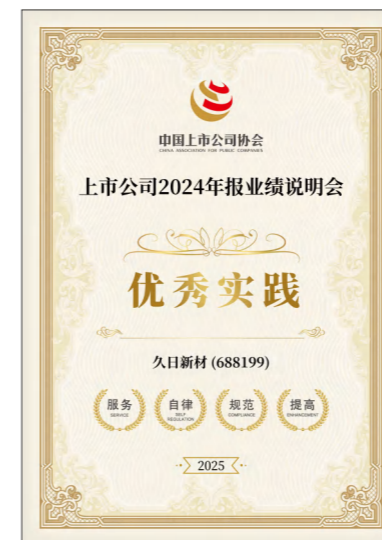 中国上市公司协会
CHINA ASSOCIATION FOR PUBLIC COMPANIES
上市公司2024年报业绩说明会
优秀实践
久日新材 (688199)
服务 自律 规范 提高
SERVICE SELF REGULATION COMPLIANCE ENHANCEMENT
2025